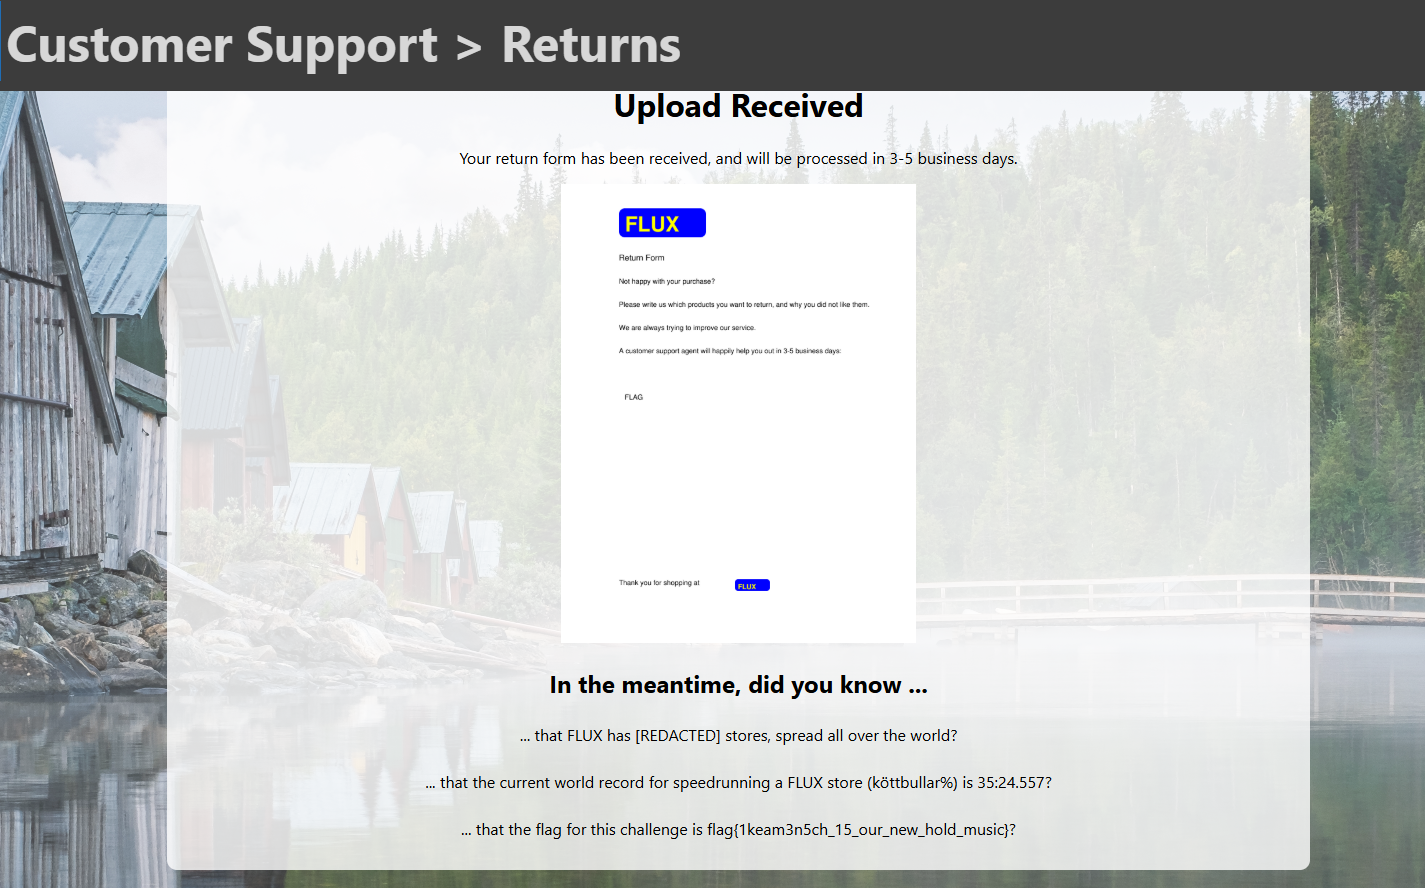 Customer Support > Returns
Upload Received
Your return form has been received, and will be processed in 3-5 business days.
FLUX
Return Form
Not happy with your purchase?
Please write us which products you want to return, and why you did not like them.
We are always trying to improve our service.
A customer support agent will happily help you out in 3-5 business days:
FLAG
Thank you for shopping at FLUX
In the meantime, did you know ...
... that FLUX has [REDACTED] stores, spread all over the world?
... that the current world record for speedrunning a FLUX store (köttbullar%) is 35:24.557?
... that the flag for this challenge is flag{1keam3n5ch_15_our_new_hold_music}?